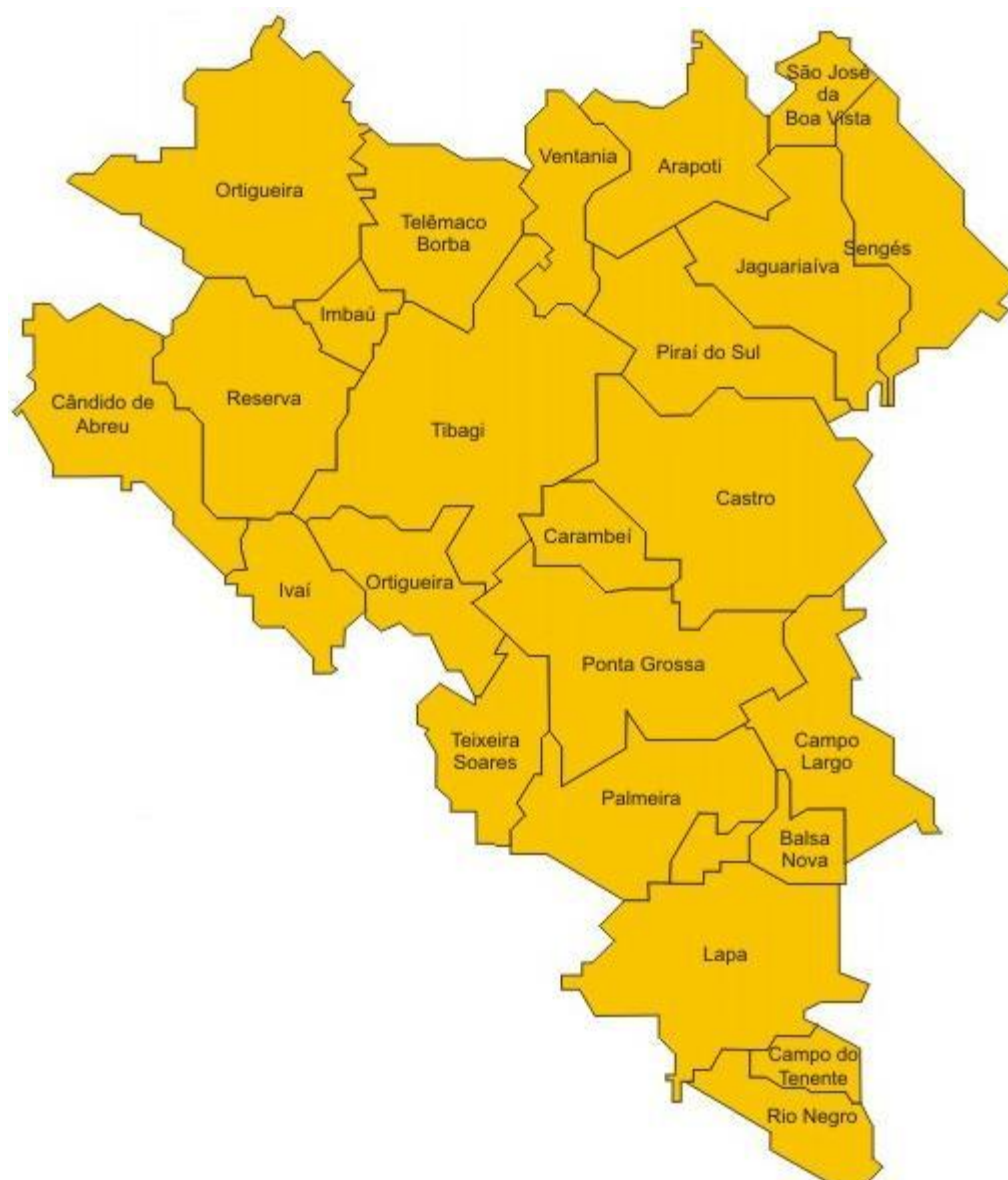 São José
da
Boa Vista
Ventania
Arapoti
Ortigueira
Telêmaco
Borba
Sengés
Jaguariaíva
Imbaú
Piraí do Sul
Cândido de
Abreu
Reserva
Tibagi
Castro
Carambeí
Ivaí
Ortigueira
Ponta Grossa
Teixeira
Soares
Campo
Largo
Palmeira
Balsa
Nova
Lapa
Campo do
Tenente
Rio Negro